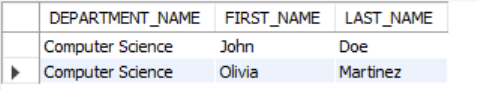 DEPARTMENT_NAME FIRST_NAME LAST_NAME
Computer Science John Doe
Computer Science Olivia Martinez